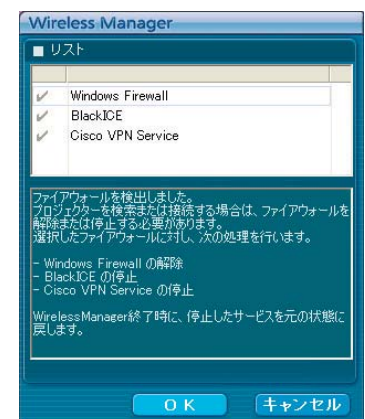 Wireless Manager
■ リスト
Windows Firewall
BlackICE
Cisco VPN Service
ファイアウォールを検出しました。
プロジェクターを検索または接続する場合は、ファイアウォールを
解除または停止する必要があります。
選択したファイアウォールに対し、次の処理を行います。
- Windows Firewall の解除
- BlackICE の停止
- Cisco VPN Service の停止
WirelessManager終了時に、停止したサービスを元の状態に
戻します。
OK
キャンセル